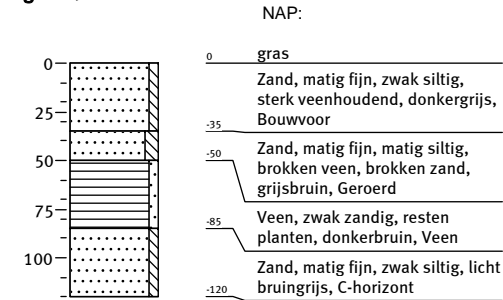 NAP:
0
25
50
75
100
0 gras
Zand, matig fijn, zwak siltig,
sterk veenhoudend, donkergrijs,
Bouwvoor
-35
Zand, matig fijn, matig siltig,
-50
brokken veen, brokken zand,
grijsbruin, Geroerd
Veen, zwak zandig, resten
-85
planten, donkerbruin, Veen
Zand, matig fijn, zwak siltig, licht
bruingrijs, C-horizont
-120